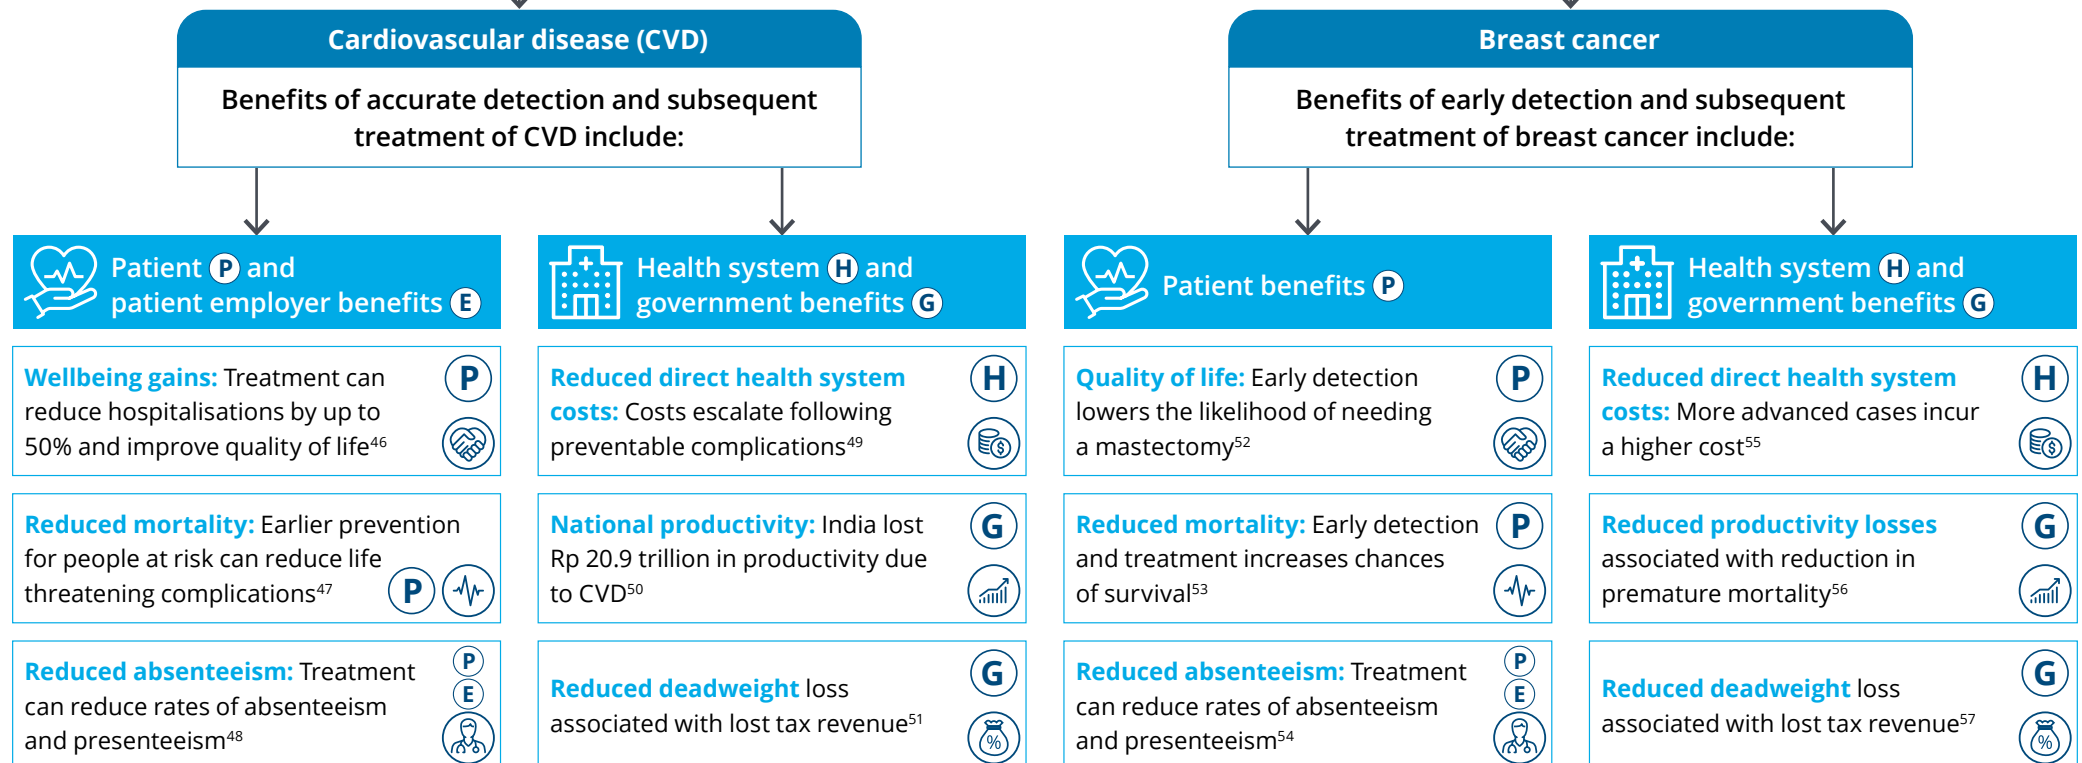 Cardiovascular disease (CVD)
Benefits of accurate detection and subsequent
treatment of CVD include:
Patient P and
patient employer benefits E
Wellbeing gains: Treatment can
reduce hospitalisations by up to
50% and improve quality of life46
P
Reduced mortality: Earlier prevention
for people at risk can reduce life
threatening complications47
P
Reduced absenteeism: Treatment
can reduce rates of absenteeism
and presenteeism48
P
E
Health system H and
government benefits G
Reduced direct health system
costs: Costs escalate following
preventable complications49
H
$
National productivity: India lost
Rp 20.9 trillion in productivity due
to CVD50
G
Reduced deadweight loss
associated with lost tax revenue51
G
%
Breast cancer
Benefits of early detection and subsequent
treatment of breast cancer include:
Patient benefits P
Quality of life: Early detection
lowers the likelihood of needing
a mastectomy52
P
Reduced mortality: Early detection
and treatment increases chances
of survival53
P
Reduced absenteeism: Treatment
can reduce rates of absenteeism
and presenteeism54
P
E
Health system H and
government benefits G
Reduced direct health system
costs: More advanced cases incur
a higher cost55
H
$
Reduced productivity losses
associated with reduction in
premature mortality56
G
Reduced deadweight loss
associated with lost tax revenue57
G
%